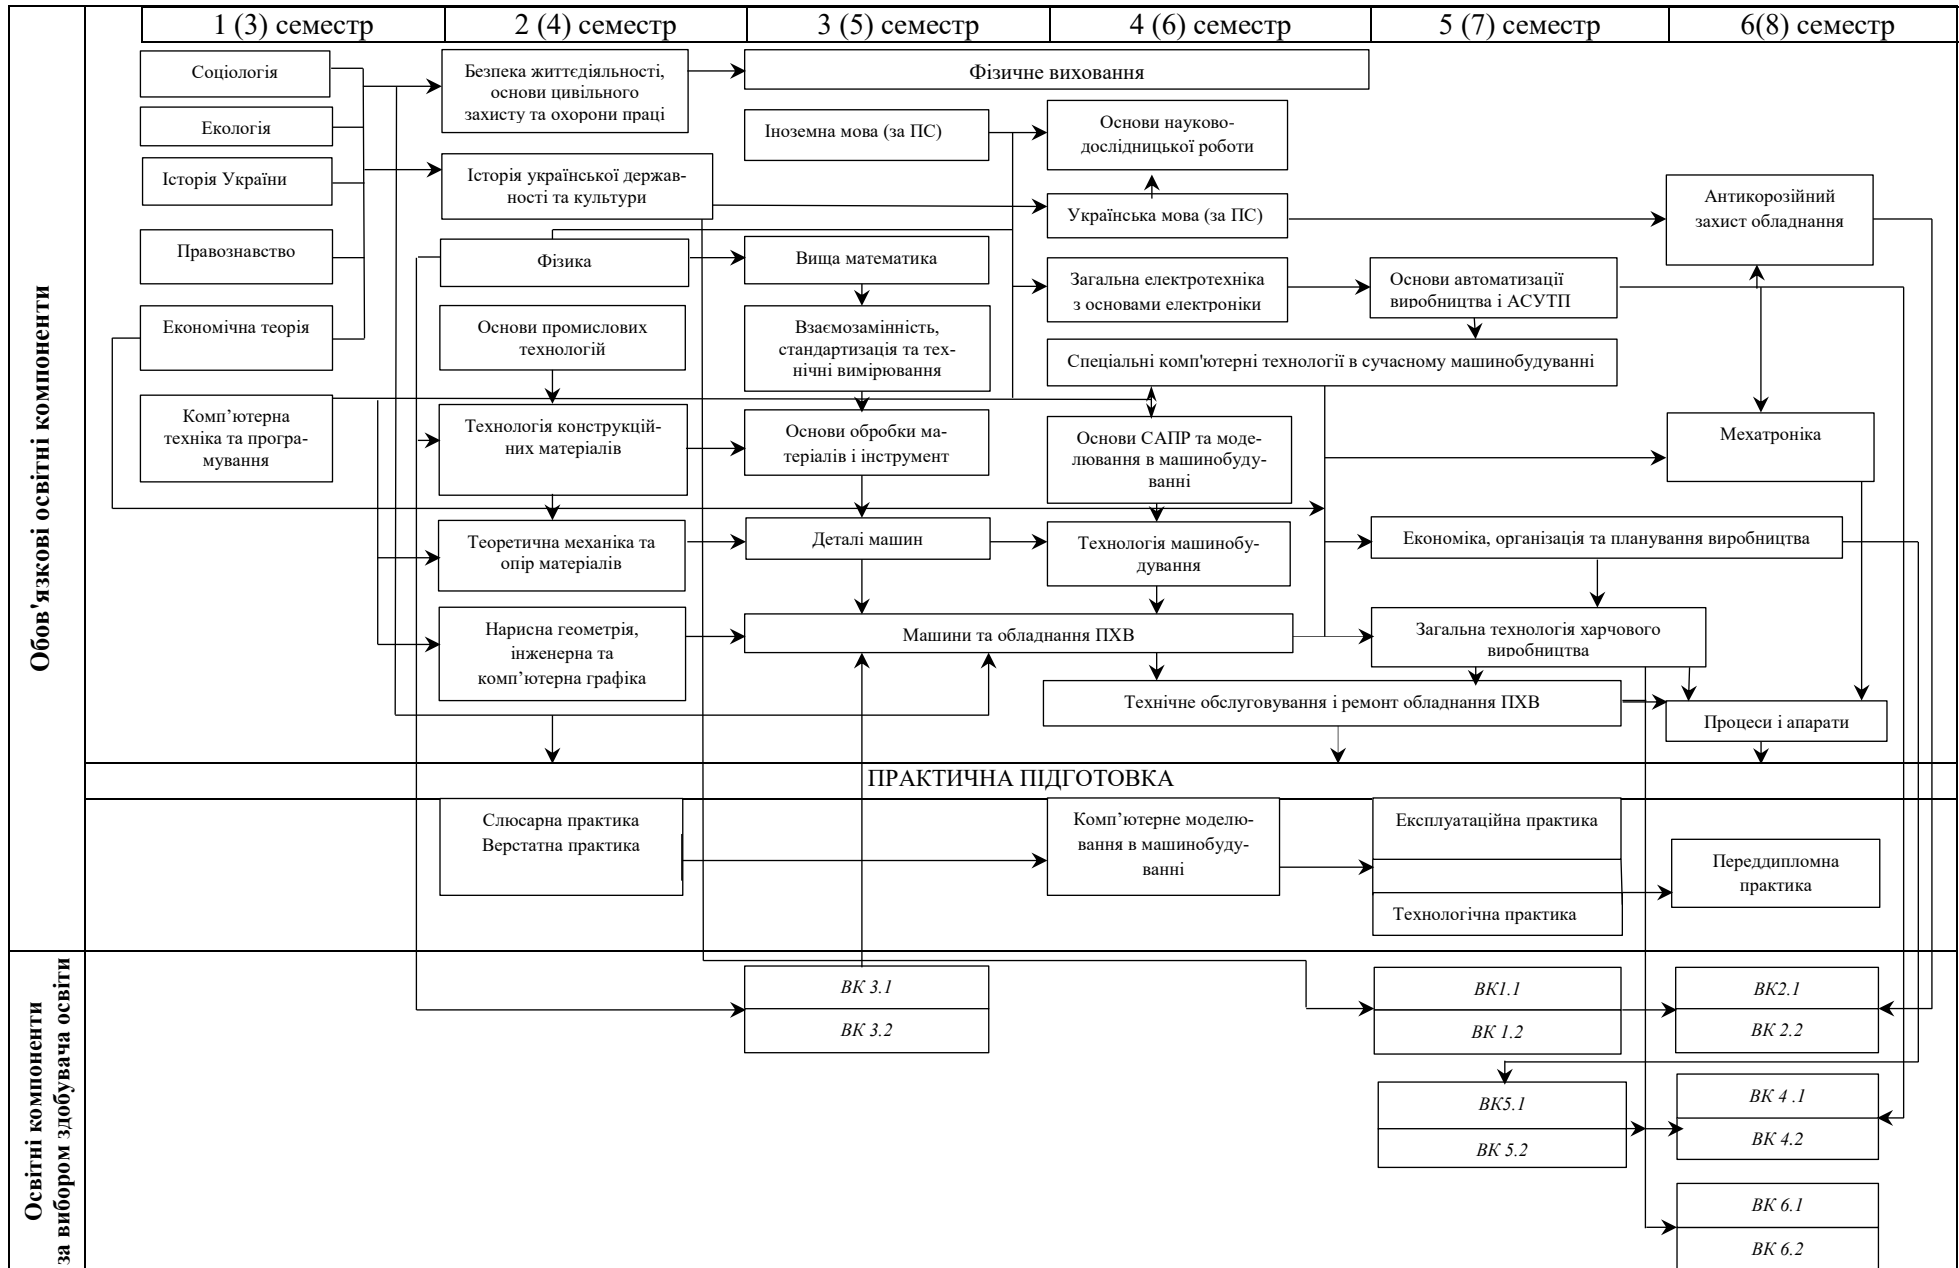 1 (3) семестр
2 (4) семестр
3 (5) семестр
4 (6) семестр
5 (7) семестр
6(8) семестр
Обов'язкові освітні компоненти
Соціологія
Екологія
Історія України
Правознавство
Економічна теорія
Комп’ютерна
техніка та програ-
мування
Безпека життєдіяльності,
основи цивільного
захисту та охорони праці
Історія української держав-
ності та культури
Фізика
Основи промислових
технологій
Технологія конструкцій-
них матеріалів
Теоретична механіка та
опір матеріалів
Нарисна геометрія,
інженерна та
комп’ютерна графіка
Фізичне виховання
Іноземна мова (за ПС)
Вища математика
Взаємозамінність,
стандартизація та тех-
нічні вимірювання
Основи обробки ма-
теріалів і інструмент
Деталі машин
Машини та обладнання ПХВ
Основи науково-
дослідницької роботи
Українська мова (за ПС)
Загальна електротехніка
з основами електроніки
Спеціальні комп'ютерні технології в сучасному машинобудуванні
Основи САПР та моде-
лювання в машинобуду-
ванні
Технологія машинобу-
дування
Технічне обслуговування і ремонт обладнання ПХВ
Основи автоматизації
виробництва і АСУТП
Економіка, організація та планування виробництва
Загальна технологія харчового
виробництва
Антикорозійний
захист обладнання
Мехатроніка
Процеси і апарати
ПРАКТИЧНА ПІДГОТОВКА
Слюсарна практика
Верстатна практика
Комп’ютерне моделю-
вання в машинобуду-
ванні
Експлуатаційна практика
Технологічна практика
Переддипломна
практика
Освітні компоненти
за вибором здобувача освіти
ВК 3.1
ВК 3.2
ВК1.1
ВК 1.2
ВК2.1
ВК 2.2
ВК5.1
ВК 5.2
ВК 4 .1
ВК 4.2
ВК 6.1
ВК 6.2